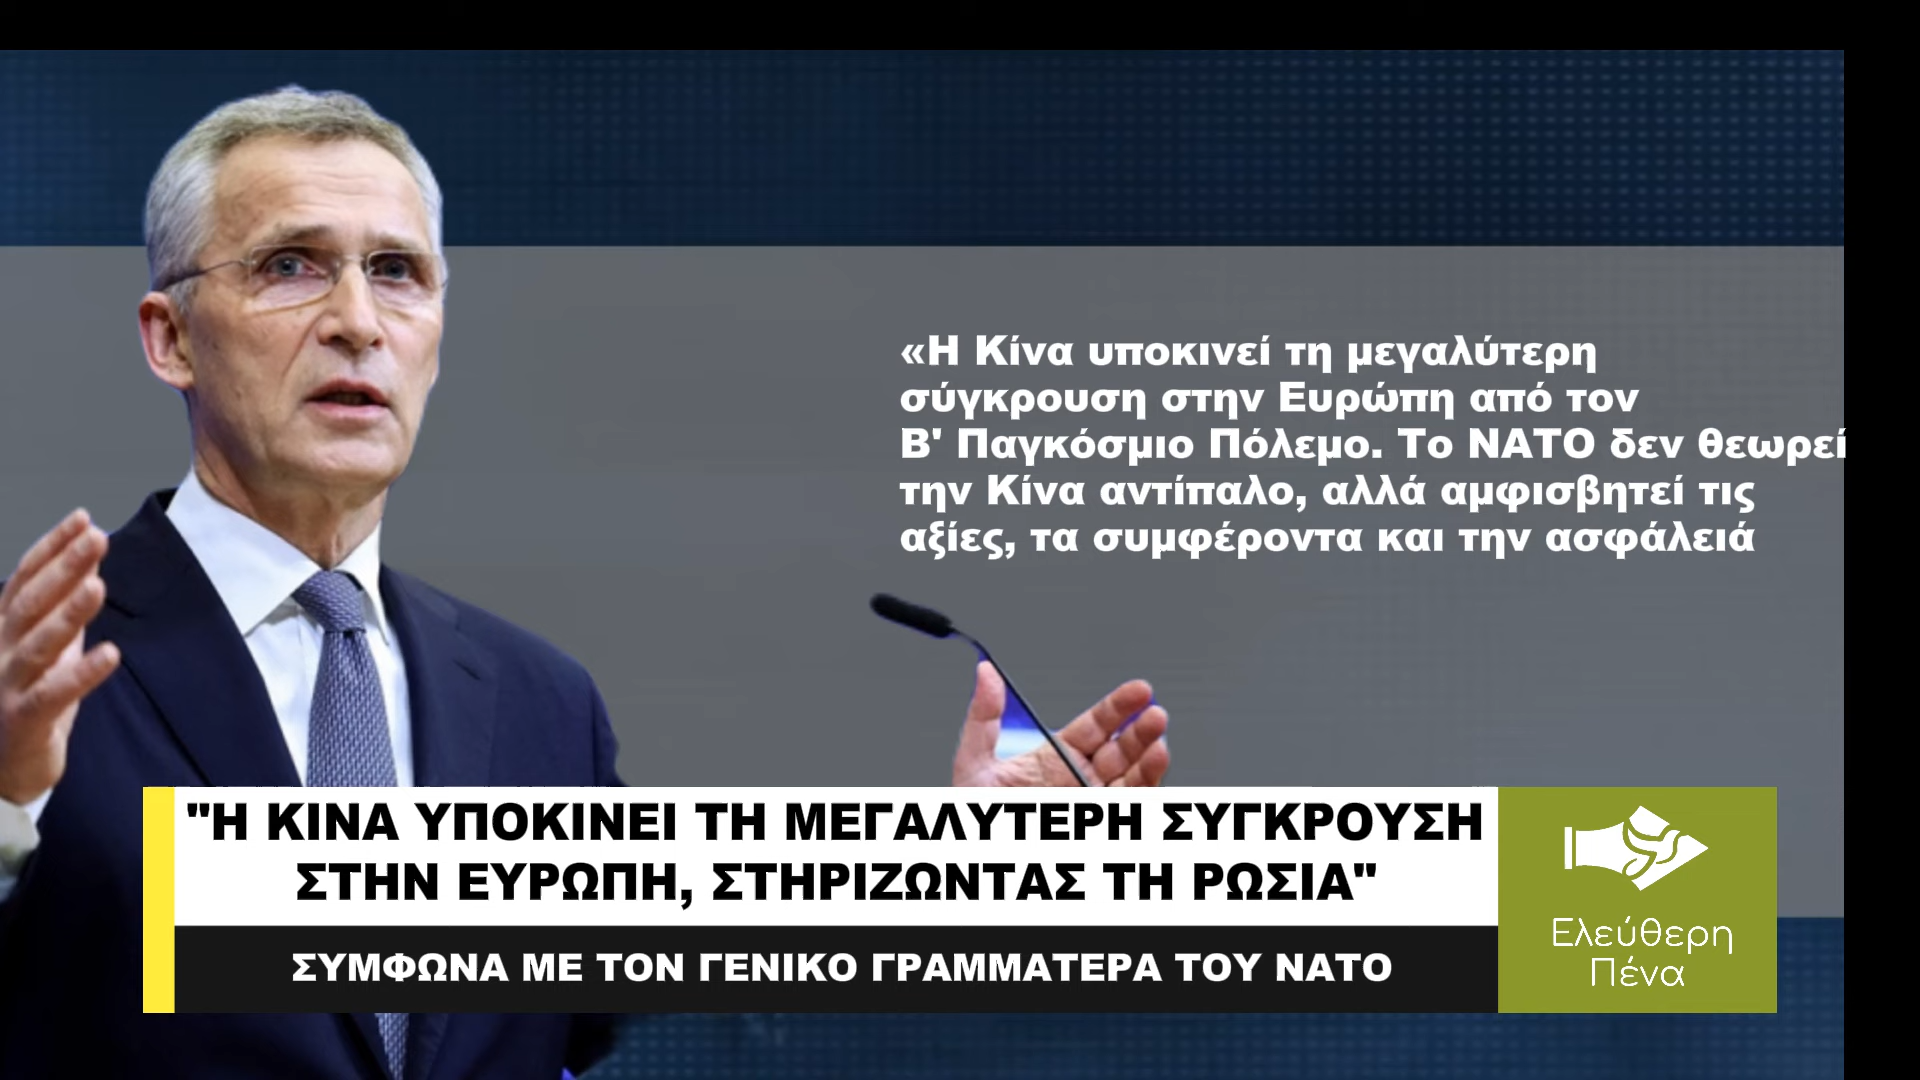 «Η Κίνα υποκινεί τη μεγαλύτερη
σύγκρουση στην Ευρώπη από τον
Β' Παγκόσμιο Πόλεμο. Το ΝΑΤΟ δεν θεωρεί
την Κίνα αντίπαλο, αλλά αμφισβητεί τις
αξίες, τα συμφέροντα και την ασφάλειά
"Η ΚΙΝΑ ΥΠΟΚΙΝΕΙ ΤΗ ΜΕΓΑΛΥΤΕΡΗ ΣΥΓΚΡΟΥΣΗ
ΣΤΗΝ ΕΥΡΩΠΗ, ΣΤΗΡΙΖΩΝΤΑΣ ΤΗ ΡΩΣΙΑ"
ΣΥΜΦΩΝΑ ΜΕ ΤΟΝ ΓΕΝΙΚΟ ΓΡΑΜΜΑΤΕΡΑ ΤΟΥ ΝΑΤΟ
Ελεύθερη
Πένα